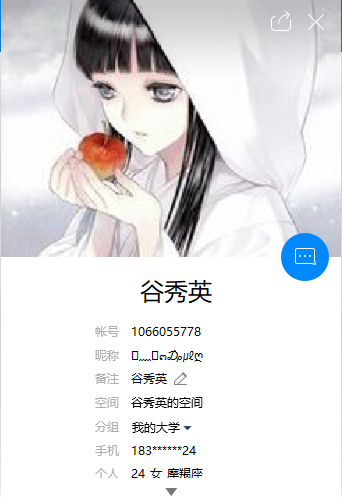 谷秀英
帐号 1066055778
昵称
备注 谷秀英
空间 谷秀英的空间
分组 我的大学
手机 183******24
个人 24 女 摩羯座